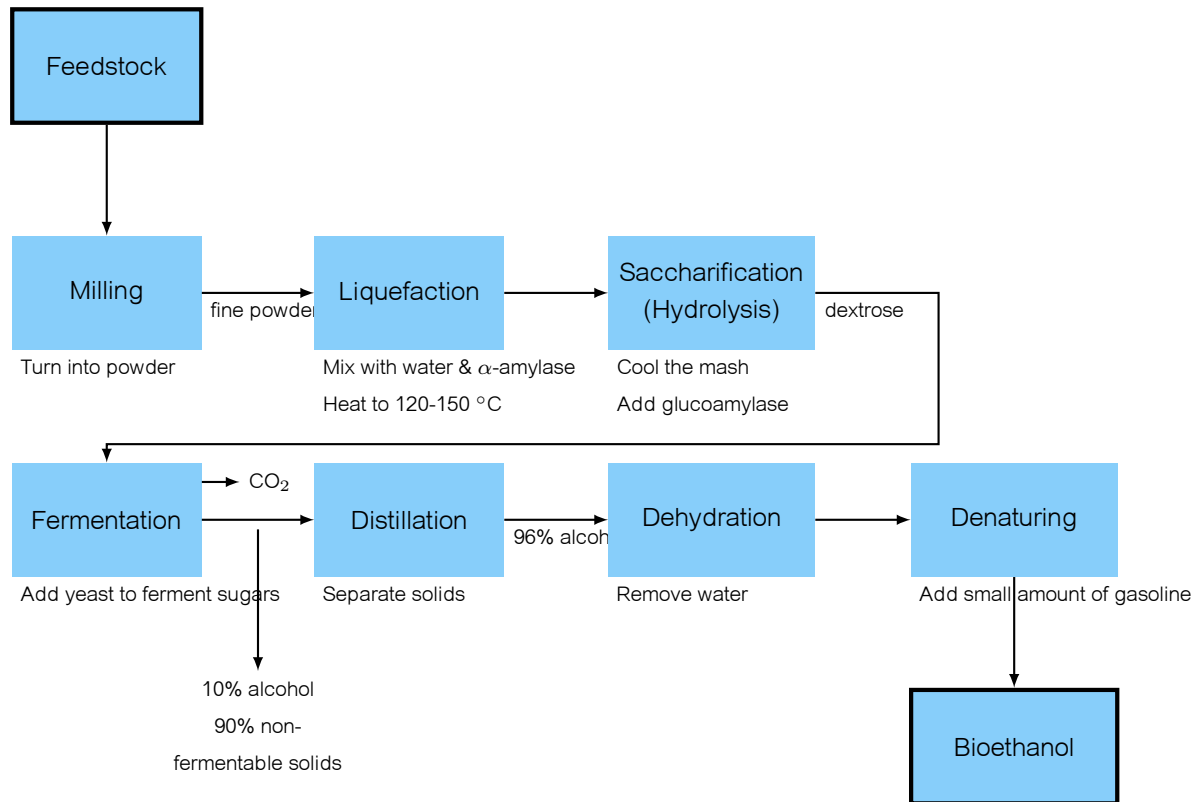 Feedstock
Milling
fine powder
Liquefaction
Saccharification
(Hydrolysis)
dextrose
Turn into powder
Mix with water & α-amylase
Heat to 120-150 °C
Cool the mash
Add glucoamylase
Fermentation
CO₂
Distillation
96% alcoh
Dehydration
Denaturing
Add yeast to ferment sugars
Separate solids
Remove water
Add small amount of gasoline
10% alcohol
90% non-
fermentable solids
Bioethanol